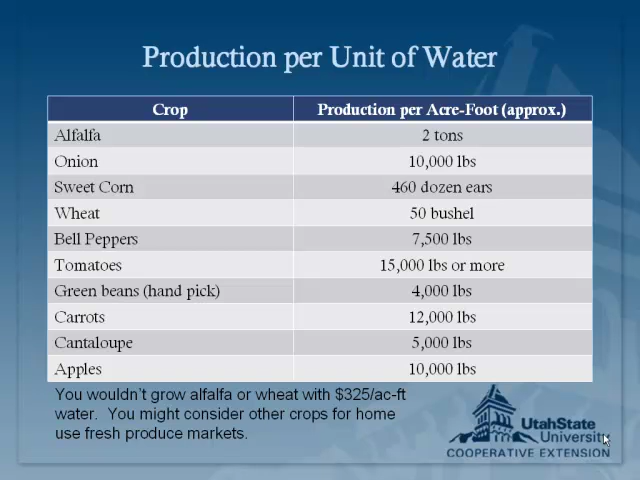 Production per Unit of Water
Crop Production per Acre-Foot (approx.)
Alfalfa 2 tons
Onion 10,000 lbs
Sweet Corn 460 dozen ears
Wheat 50 bushel
Bell Peppers 7,500 lbs
Tomatoes 15,000 lbs or more
Green beans (hand pick) 4,000 lbs
Carrots 12,000 lbs
Cantaloupe 5,000 lbs
Apples 10,000 lbs
You wouldn't grow alfalfa or wheat with $325/ac-ft
water. You might consider other crops for home
use fresh produce markets.
UtahState
University
COOPERATIVE EXTENSION